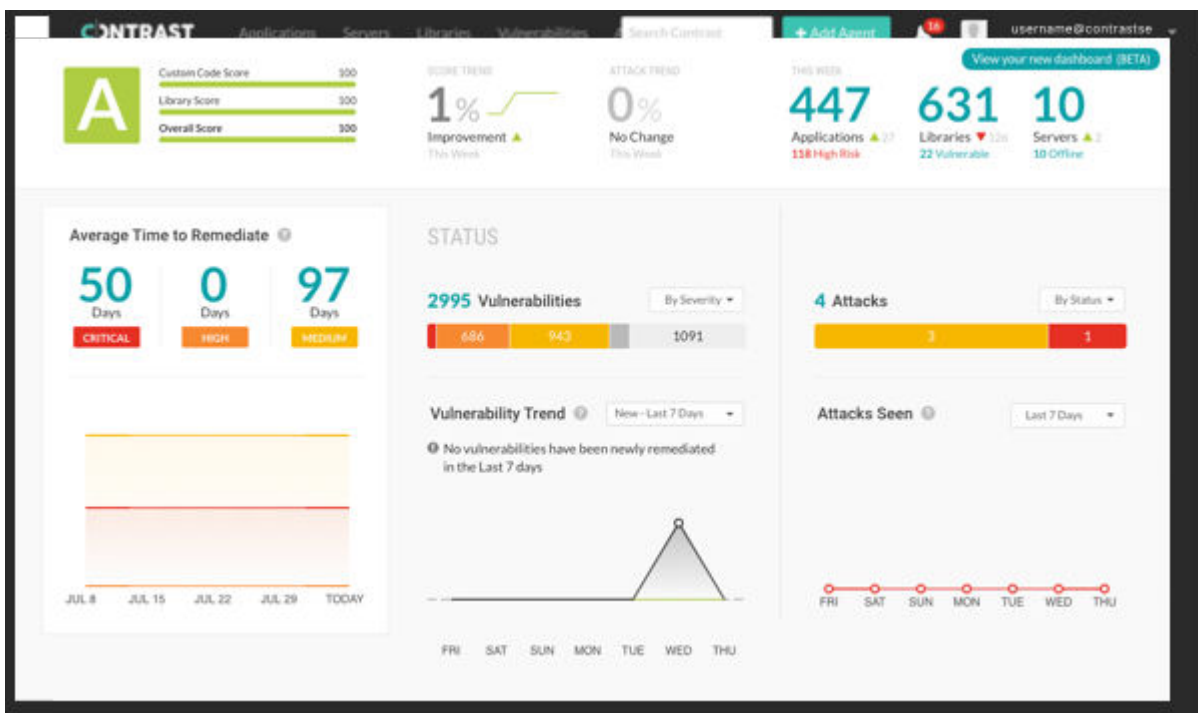 CONTRAST Applications Servers Libraries Vulnerabilities Search Contrast + Add Agent 16 username@contrastse
View your new dashboard (BETA)
A
Custom Code Score 100
Library Score 100
Overall Score 100
SCORE TREND
1%
Improvement
This Week
ATTACK TREND
0%
No Change
This Week
THIS WEEK
447 631 10
Applications 27 Libraries Servers 2
118 High Risk 22 Vulnerable 10 Offline
Average Time to Remediate ?
50 0 97
Days Days Days
CRITICAL HIGH MEDIUM
JUL 8 JUL 15 JUL 22 JUL 29 TODAY
STATUS
2995 Vulnerabilities By Severity
686 943 1091
Vulnerability Trend ? New - Last 7 Days
No vulnerabilities have been newly remediated
in the Last 7 days
FRI SAT SUN MON TUE WED THU
4 Attacks By Status
3 1
Attacks Seen ? Last 7 Days
FRI SAT SUN MON TUE WED THU